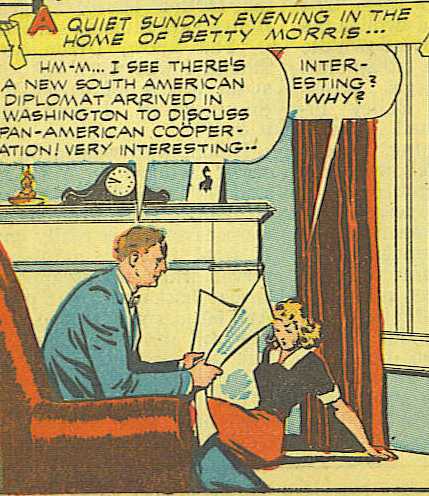 A QUIET SUNDAY EVENING IN THE
HOME OF BETTY MORRIS---
HM-M... I SEE THERE'S
A NEW SOUTH AMERICAN
DIPLOMAT ARRIVED IN
WASHINGTON TO DISCUSS
PAN-AMERICAN COOPER-
ATION! VERY INTERESTING--
INTER-
ESTING?
WHY?